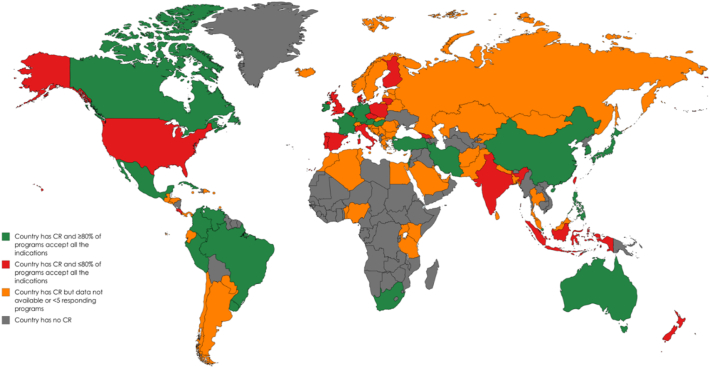 Country has CR and ≥80% of
programs accept all the
indications
Country has CR and ≤80% of
programs accept all the
indications
Country has CR but data not
available or <5 responding
programs
Country has no CR